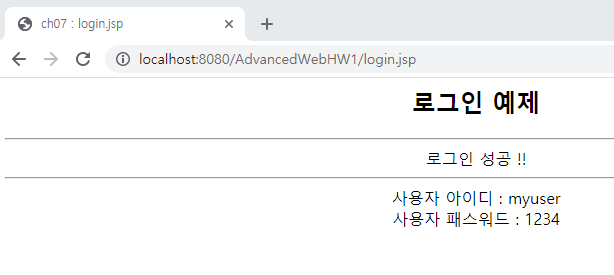 ch07 : login.jsp
localhost:8080/AdvancedWebHW1/login.jsp
로그인 예제
로그인 성공 !!
사용자 아이디 : myuser
사용자 패스워드 : 1234